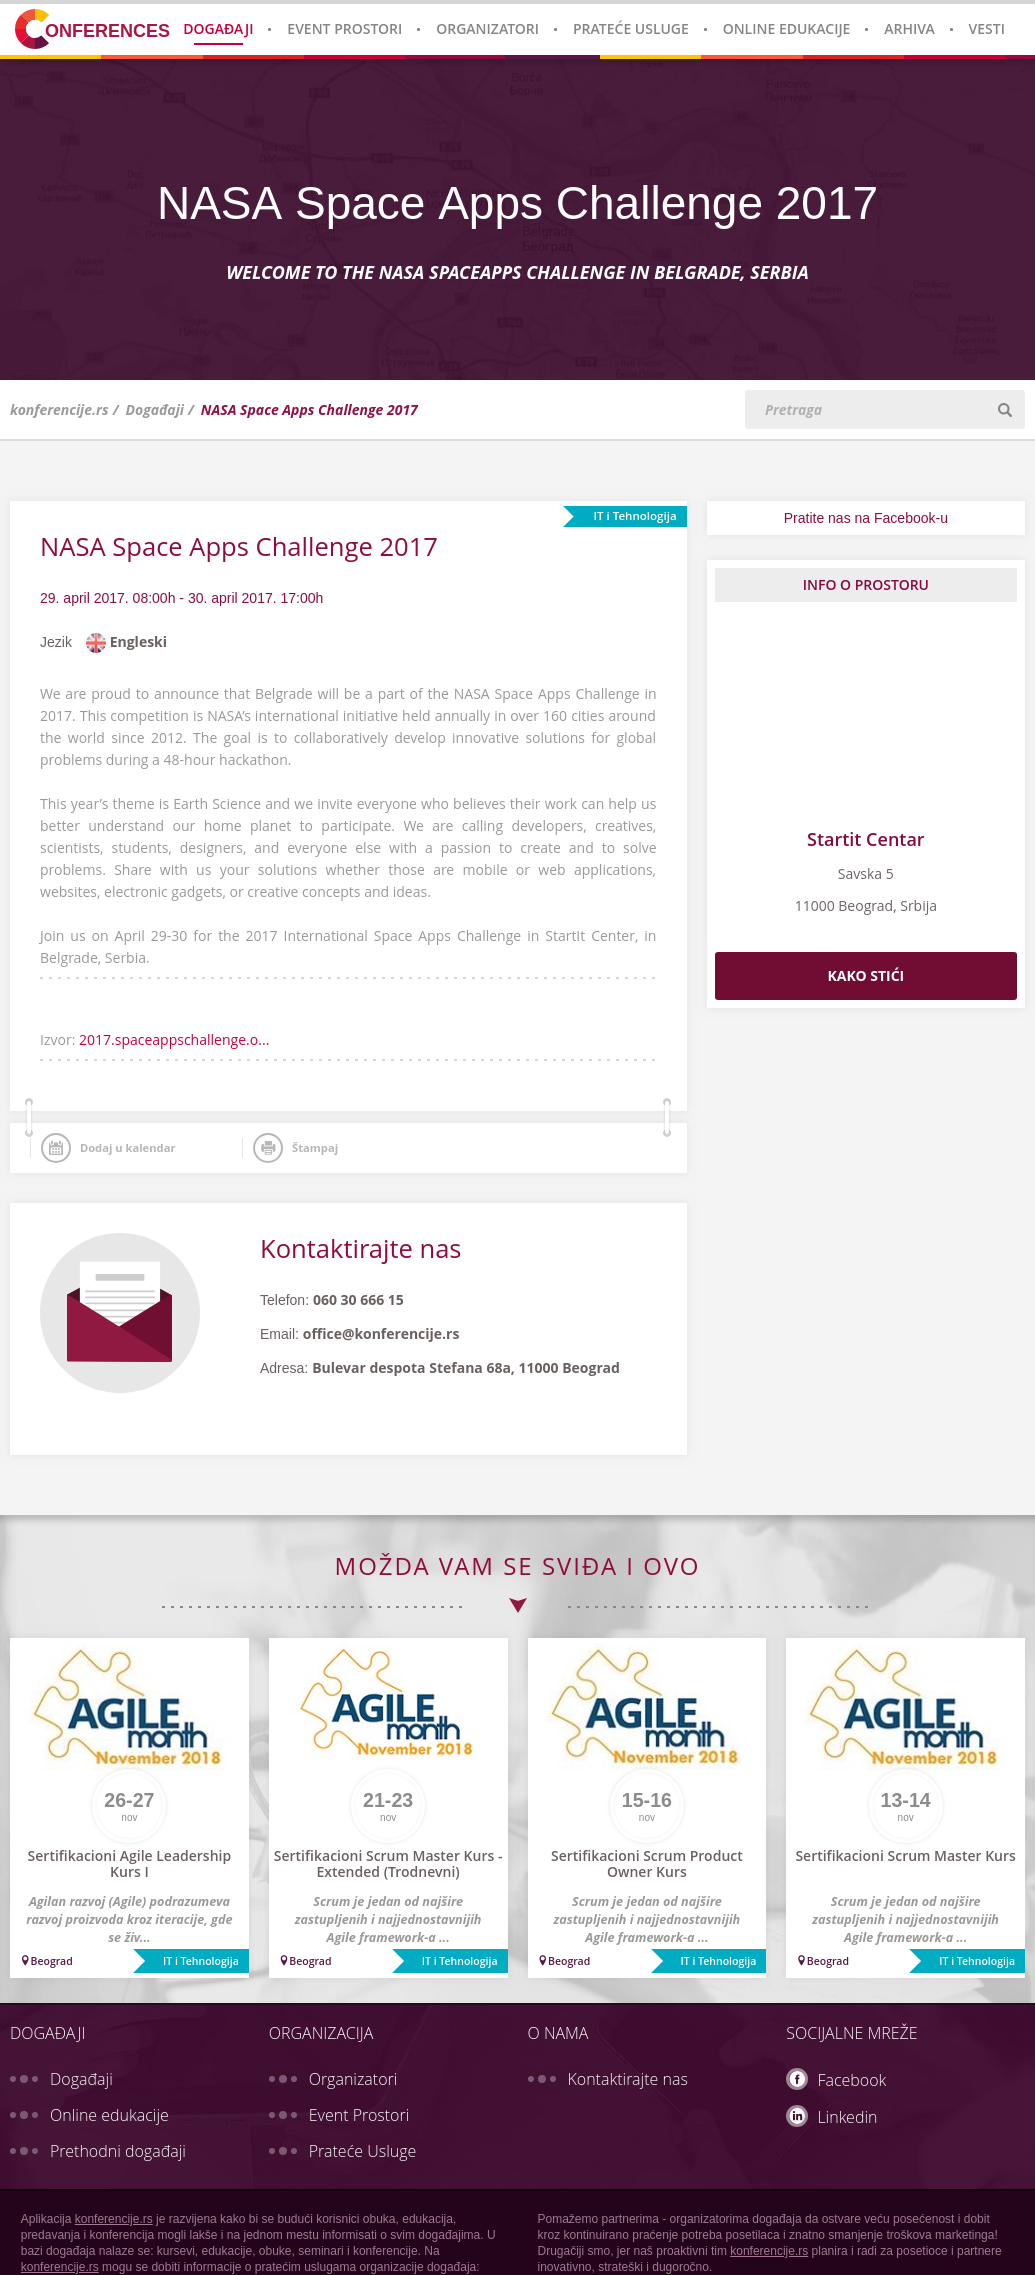 CONFERENCES
DOGAĐAJI • EVENT PROSTORI • ORGANIZATORI • PRATEĆE USLUGE • ONLINE EDUKACIJE • ARHIVA • VESTI
NASA Space Apps Challenge 2017
WELCOME TO THE NASA SPACEAPPS CHALLENGE IN BELGRADE, SERBIA
konferencije.rs / Događaji / NASA Space Apps Challenge 2017
Pretraga
IT i Tehnologija
NASA Space Apps Challenge 2017
29. april 2017. 08:00h - 30. april 2017. 17:00h
Jezik Engleski
We are proud to announce that Belgrade will be a part of the NASA Space Apps Challenge in
2017. This competition is NASA’s international initiative held annually in over 160 cities around
the world since 2012. The goal is to collaboratively develop innovative solutions for global
problems during a 48-hour hackathon.
This year’s theme is Earth Science and we invite everyone who believes their work can help us
better understand our home planet to participate. We are calling developers, creatives,
scientists, students, designers, and everyone else with a passion to create and to solve
problems. Share with us your solutions whether those are mobile or web applications,
websites, electronic gadgets, or creative concepts and ideas.
Join us on April 29-30 for the 2017 International Space Apps Challenge in StartIt Center, in
Belgrade, Serbia.
Izvor: 2017.spaceappschallenge.o...
Dodaj u kalendar
Štampaj
Pratite nas na Facebook-u
INFO O PROSTORU
Startit Centar
Savska 5
11000 Beograd, Srbija
KAKO STIĆI
Kontaktirajte nas
Telefon: 060 30 666 15
Email: office@konferencije.rs
Adresa: Bulevar despota Stefana 68a, 11000 Beograd
MOŽDA VAM SE SVIĐA I OVO
AGILE
month
November 2018
26-27
nov
Sertifikacioni Agile Leadership
Kurs I
Agilan razvoj (Agile) podrazumeva
razvoj proizvoda kroz iteracije, gde
se živ...
Beograd
IT i Tehnologija
AGILE
month
November 2018
21-23
nov
Sertifikacioni Scrum Master Kurs -
Extended (Trodnevni)
Scrum je jedan od najšire
zastupljenih i najjednostavnijih
Agile framework-a ...
Beograd
IT i Tehnologija
AGILE
month
November 2018
15-16
nov
Sertifikacioni Scrum Product
Owner Kurs
Scrum je jedan od najšire
zastupljenih i najjednostavnijih
Agile framework-a ...
Beograd
IT i Tehnologija
AGILE
month
November 2018
13-14
nov
Sertifikacioni Scrum Master Kurs
Scrum je jedan od najšire
zastupljenih i najjednostavnijih
Agile framework-a ...
Beograd
IT i Tehnologija
DOGAĐAJI
Događaji
Online edukacije
Prethodni događaji
ORGANIZACIJA
Organizatori
Event Prostori
Prateće Usluge
O NAMA
Kontaktirajte nas
SOCIJALNE MREŽE
Facebook
Linkedin
Aplikacija konferencije.rs je razvijena kako bi se budući korisnici obuka, edukacija,
predavanja i konferencija mogli lakše i na jednom mestu informisati o svim događajima. U
bazi događaja nalaze se: kursevi, edukacije, obuke, seminari i konferencije. Na
konferencije.rs mogu se dobiti informacije o pratećim uslugama organizacije događaja:
Pomažemo partnerima - organizatorima događaja da ostvare veću posećenost i dobit
kroz kontinuirano praćenje potreba posetilaca i znatno smanjenje troškova marketinga!
Drugačiji smo, jer naš proaktivni tim konferencije.rs planira i radi za posetioce i partnere
inovativno, strateški i dugoročno.